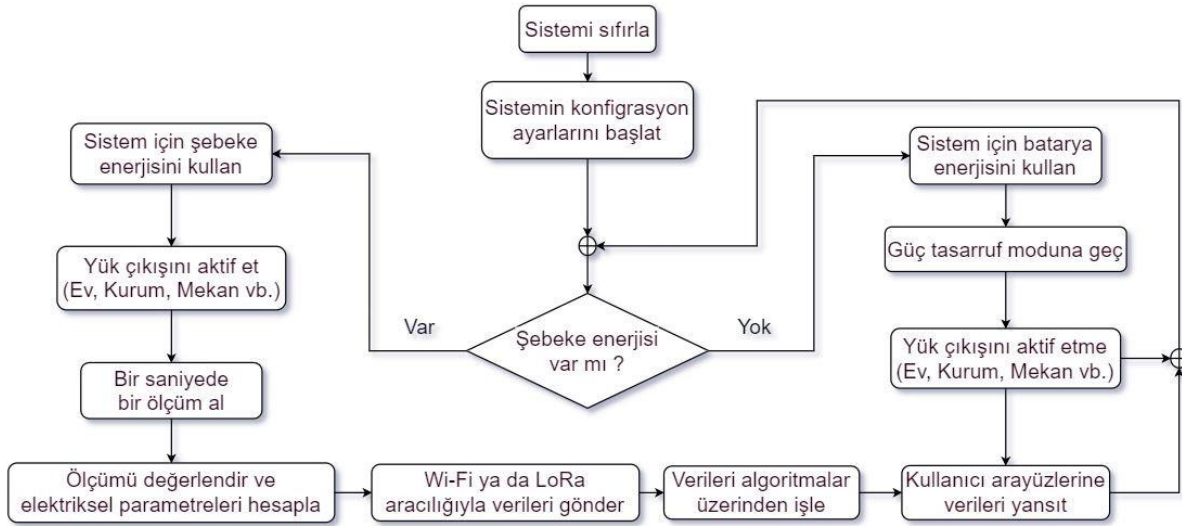 Sistemi sıfırla
Sistemin konfigrasyon
ayarlarını başlat
Şebeke enerjisi
var mı ?
Var
Yok
Sistem için şebeke
enerjisini kullan
Yük çıkışını aktif et
(Ev, Kurum, Mekan vb.)
Bir saniyede
bir ölçüm al
Ölçümü değerlendir ve
elektriksel parametreleri hesapla
Wi-Fi ya da LoRa
aracılığıyla verileri gönder
Verileri algoritmalar
üzerinden işle
Sistem için batarya
enerjisini kullan
Güç tasarruf moduna geç
Yük çıkışını aktif etme
(Ev, Kurum, Mekan vb.)
Kullanıcı arayüzlerine
verileri yansıt